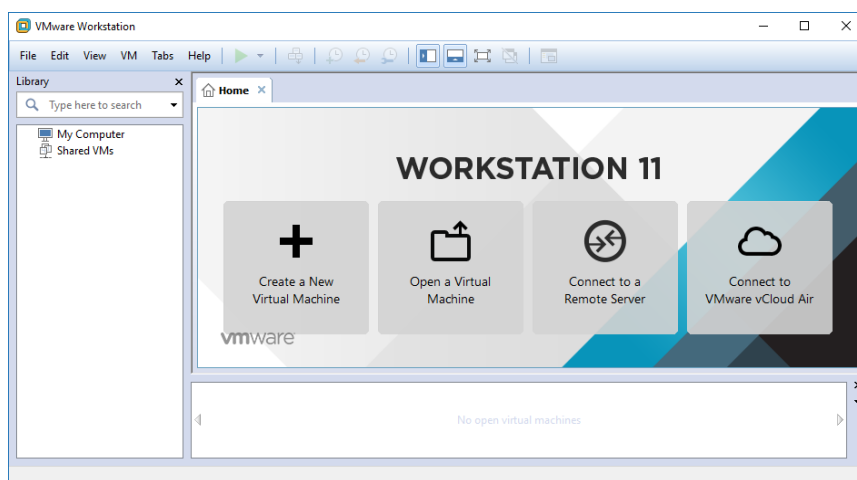 VMware Workstation
File Edit View VM Tabs Help
Library
Type here to search
My Computer
Shared VMs
Home
WORKSTATION 11
Create a New
Virtual Machine
Open a Virtual
Machine
Connect to a
Remote Server
Connect to
VMware vCloud Air
vmware
No open virtual machines